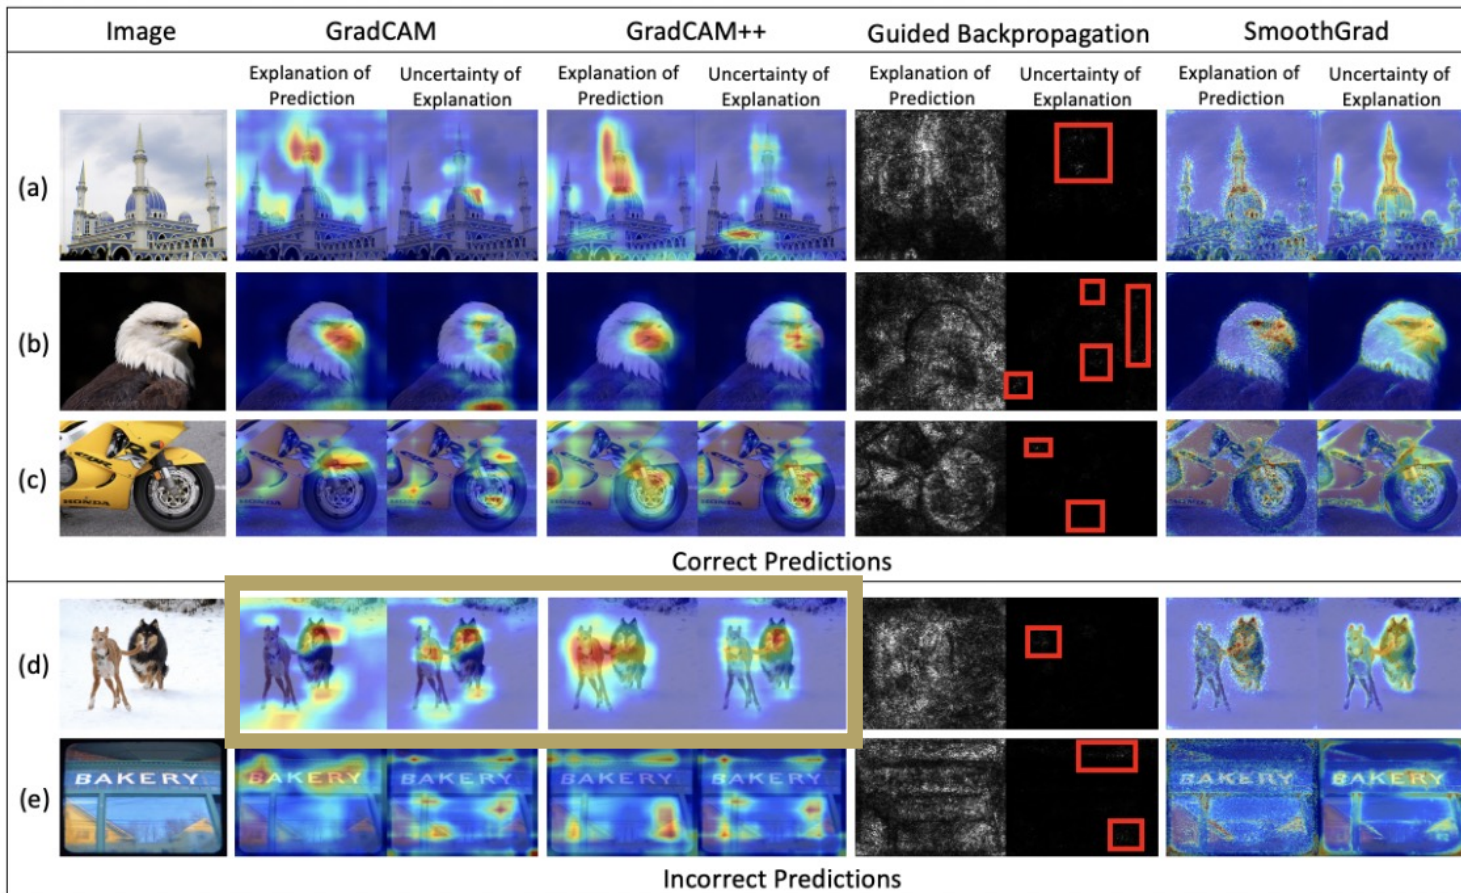 Image GradCAM GradCAM++ Guided Backpropagation SmoothGrad
Explanation of Prediction Uncertainty of Explanation Explanation of Prediction Uncertainty of Explanation Explanation of Prediction Uncertainty of Explanation Explanation of Prediction Uncertainty of Explanation
(a)
(b)
(c)
HONDA
Correct Predictions
(d)
(e)
BAKERY BAKERY BAKERY BAKERY BAKERY BAKERY BAKERY
Incorrect Predictions